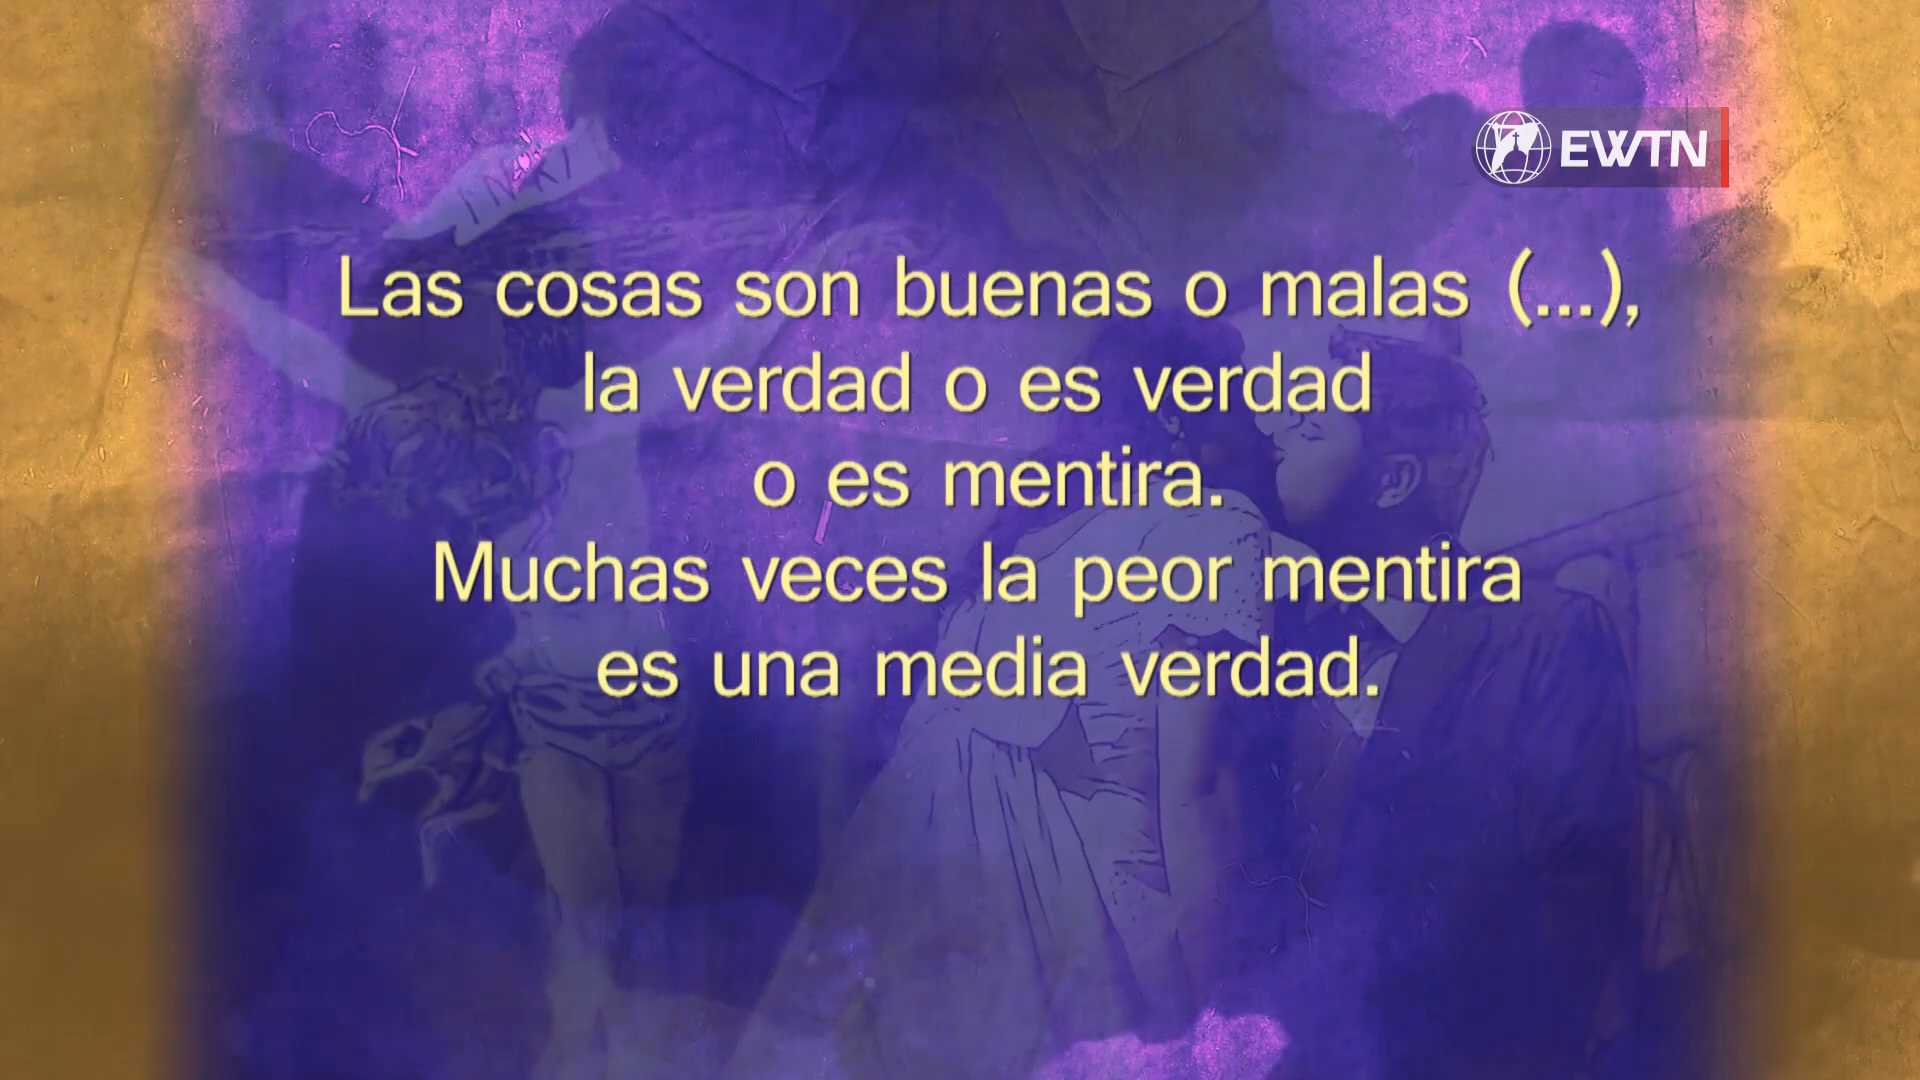 INRI
EWTN
Las cosas son buenas o malas (...),
la verdad o es verdad
o es mentira.
Muchas veces la peor mentira
es una media verdad.